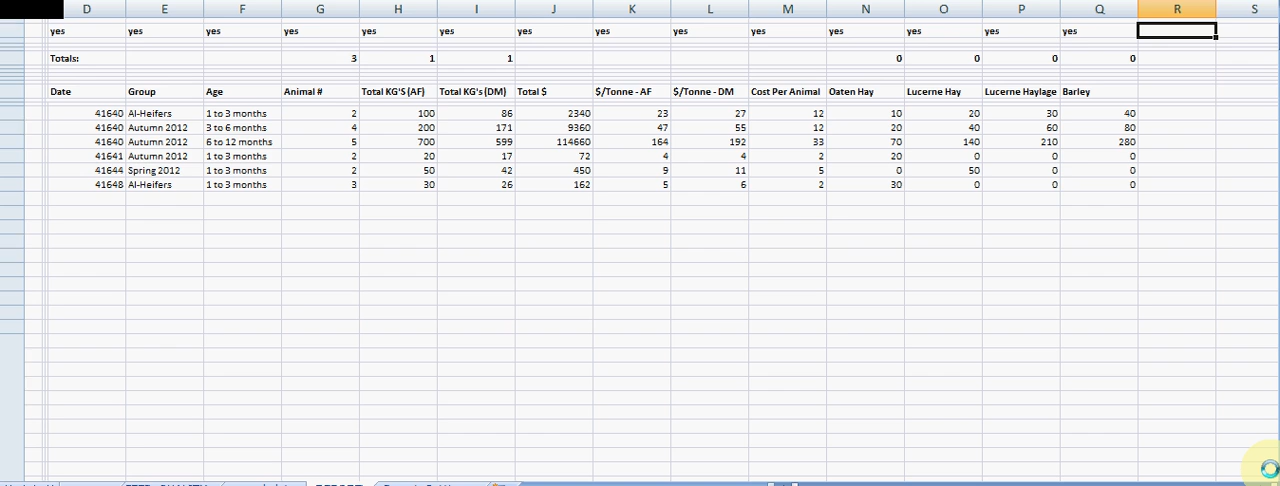 D E F G H I J K L M N O P Q R S
yes yes yes yes yes yes yes yes yes yes yes yes yes yes
Totals: 3 1 1 0 0 0 0
Date Group Age Animal # Total KG'S (AF) Total KG's (DM) Total $ $/Tonne - AF $/Tonne - DM Cost Per Animal Oaten Hay Lucerne Hay Lucerne Haylage Barley
41640 AI-Heifers 1 to 3 months 2 100 86 2340 23 27 12 10 20 30 40
41640 Autumn 2012 3 to 6 months 4 200 171 9360 47 55 12 20 40 60 80
41640 Autumn 2012 6 to 12 months 5 700 599 114660 164 192 33 70 140 210 280
41641 Autumn 2012 1 to 3 months 2 20 17 72 4 4 2 20 0 0 0
41644 Spring 2012 1 to 3 months 2 50 42 450 9 11 5 0 50 0 0
41648 AI-Heifers 1 to 3 months 3 30 26 162 5 6 2 30 0 0 0